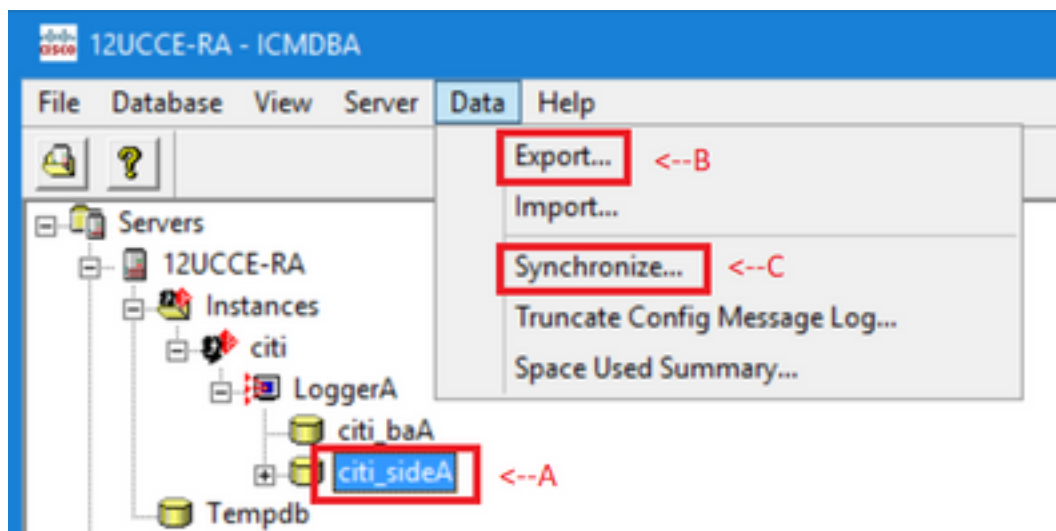 cisco 12UCCE-RA - ICMDBA
File Database View Server Data Help
Export... <--B
Import...
Servers
12UCCE-RA
Synchronize... <--C
Instances
Truncate Config Message Log...
citi
Space Used Summary...
LoggerA
citi_baA
citi_sideA <--A
Tempdb